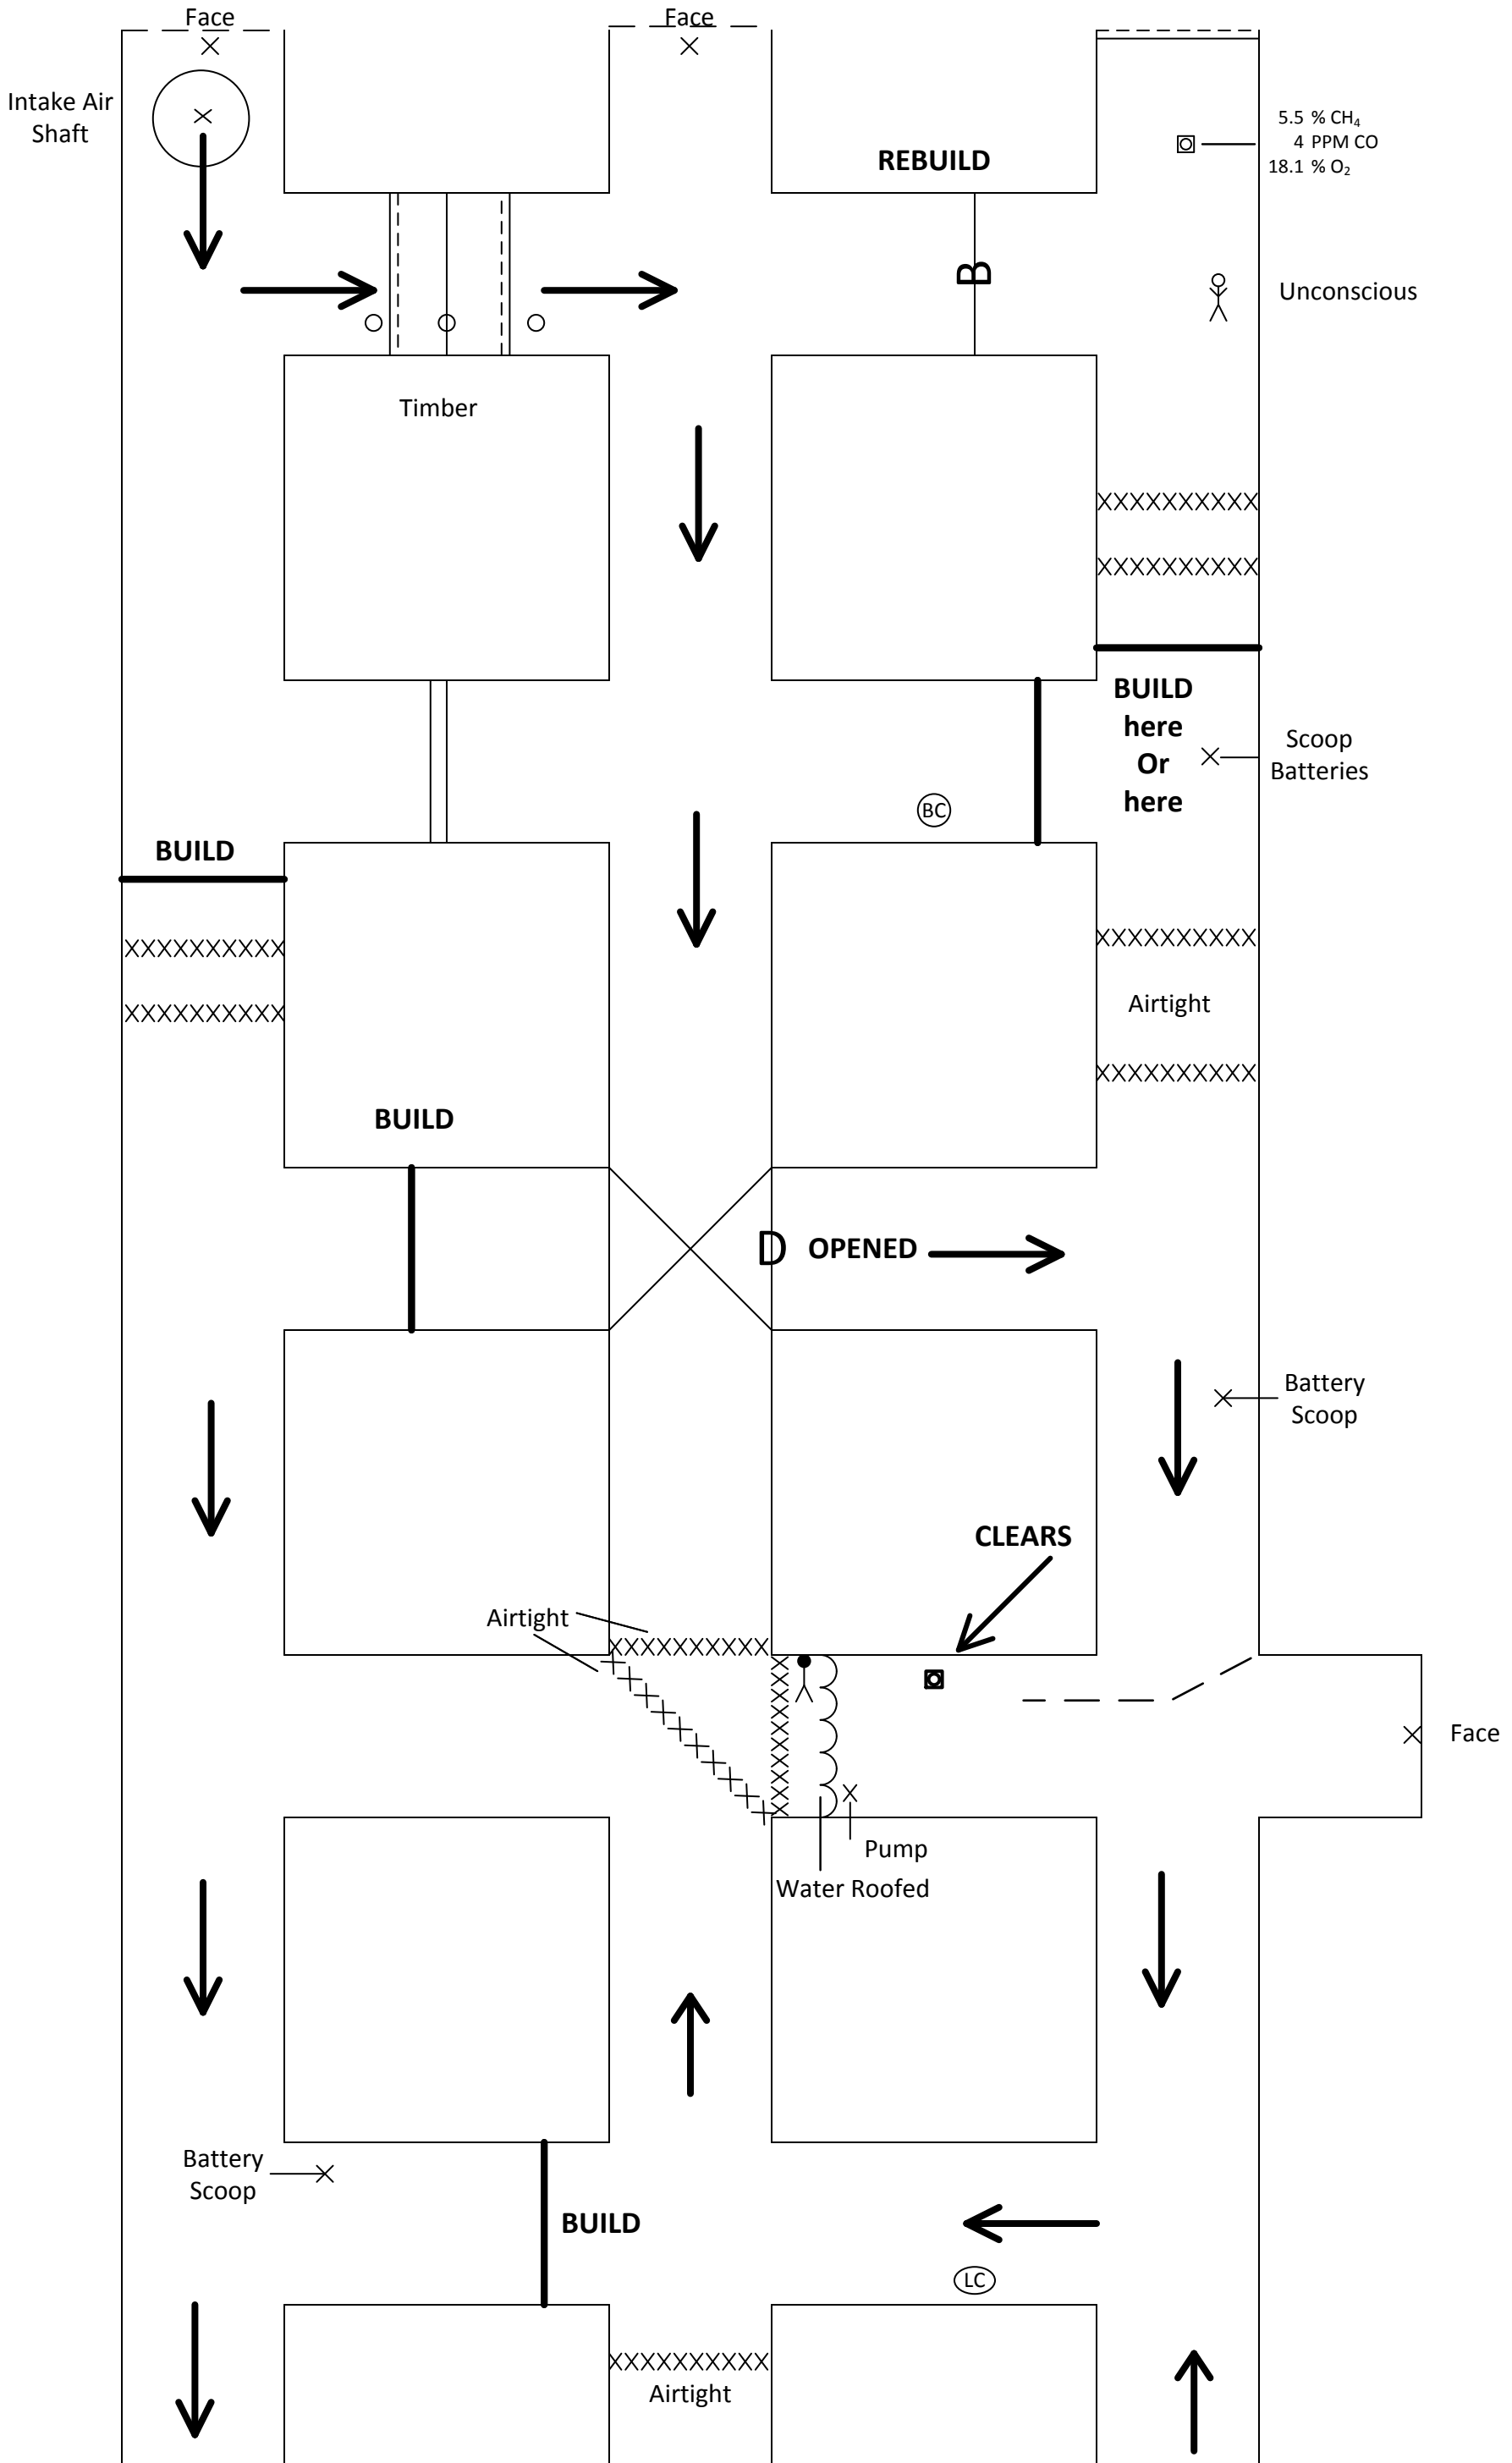 Face
Face
Intake Air
Shaft
5.5 % CH₄
4 PPM CO
18.1 % O₂
REBUILD
B
Unconscious
Timber
BUILD
here
Or
here
Scoop
Batteries
BC
BUILD
Airtight
BUILD
D OPENED
Battery
Scoop
CLEARS
Airtight
Face
Pump
Water Roofed
Battery
Scoop
BUILD
LC
Airtight